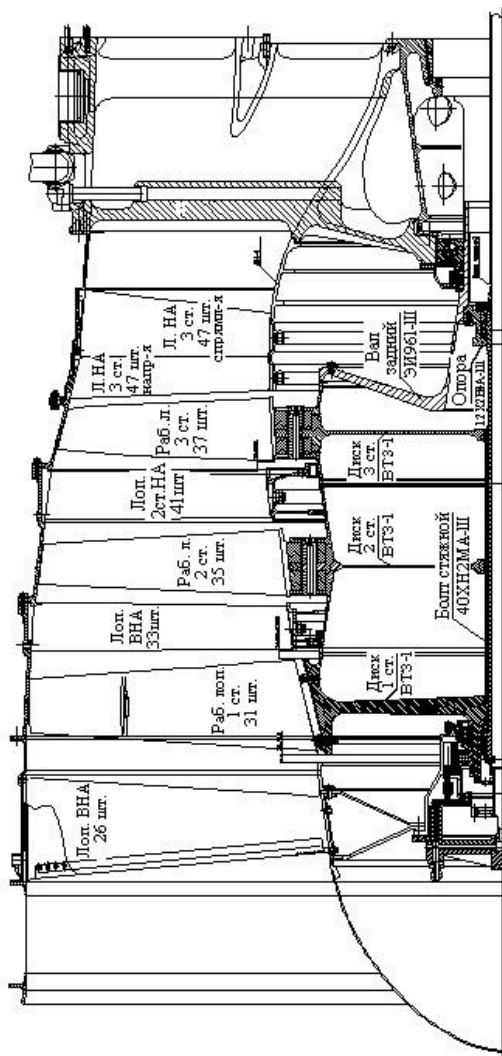 Лоп. ВНА
26 шт.
Раб. лоп.
1 ст.
31 шт.
Лоп.
ВНА
33шт.
Раб. л.
2 ст.
35 шт.
Лоп.
2ст.НА
41шт
Раб. л.
3 ст.
37 шт.
Л. НА
3 ст.
47 шт.
напр-я
Л. НА
3 ст.
47 шт.
спрямл-я
Диск
1 ст.
ВТ3-1
Болт стяжной
40ХН2МА-Ш
Диск
2 ст.
ВТ3-1
Диск
3 ст.
ВТ3-1
Вал
задний
ЭИ961-Ш
Опора